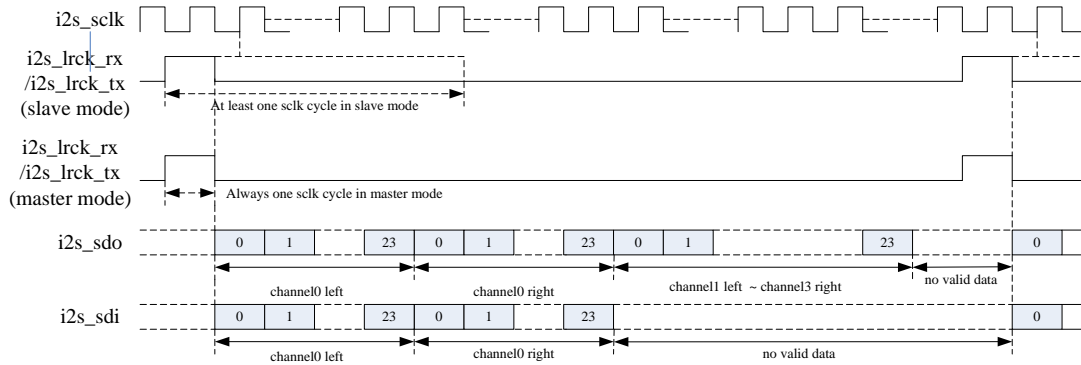 i2s_sclk
i2s_lrck_rx
/i2s_lrck_tx
(slave mode)
At least one sclk cycle in slave mode
i2s_lrck_rx
/i2s_lrck_tx
(master mode)
Always one sclk cycle in master mode
i2s_sdo
0 1 23 0 1 23 0 1 23 0
channel0 left channel0 right channel1 left ~ channel3 right no valid data
i2s_sdi
0 1 23 0 1 23 0
channel0 left channel0 right no valid data